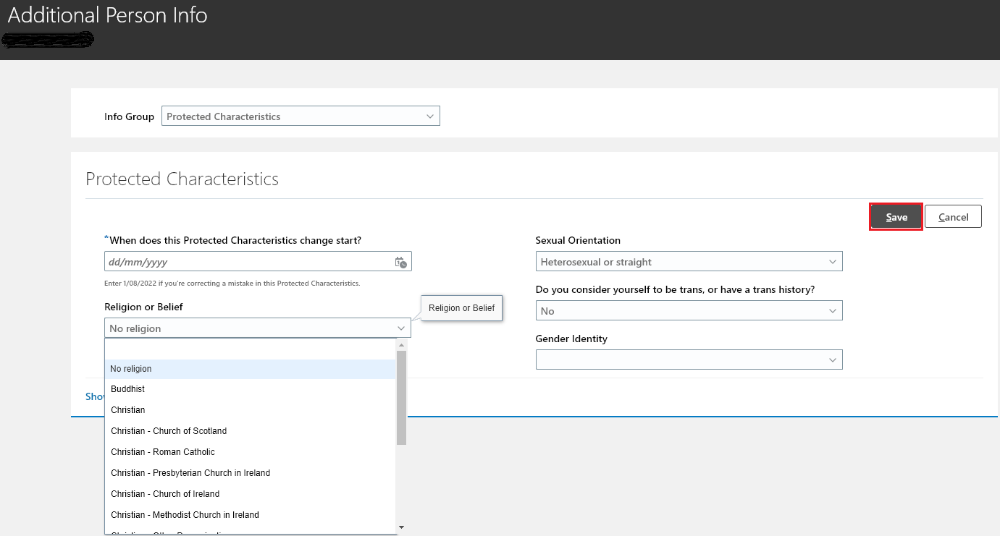 Additional Person Info
Info Group
Protected Characteristics
Protected Characteristics
Save
Cancel
*When does this Protected Characteristics change start?
dd/mm/yyyy
Enter 1/08/2022 if you're correcting a mistake in this Protected Characteristics.
Religion or Belief
No religion
Religion or Belief
No religion
Buddhist
Christian
Christian - Church of Scotland
Christian - Roman Catholic
Christian - Presbyterian Church in Ireland
Christian - Church of Ireland
Christian - Methodist Church in Ireland
Sexual Orientation
Heterosexual or straight
Do you consider yourself to be trans, or have a trans history?
No
Gender Identity